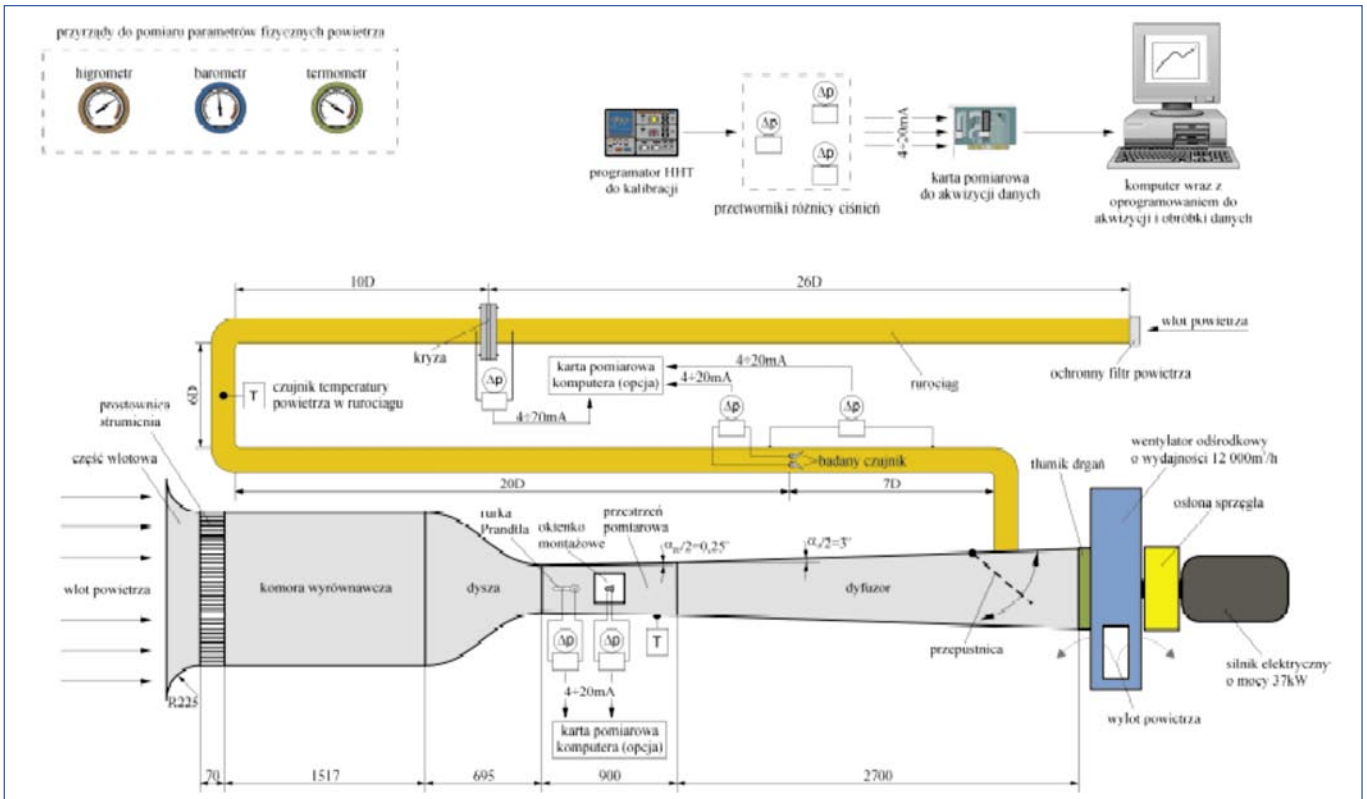 przyrządy do pomiaru parametrów fizycznych powietrza
higrometr
barometr
termometr
programator HHT
do kalibracji
Δp
Δp
Δp
przetworniki różnicy ciśnień
4÷20mA
karta pomiarowa
do akwizycji danych
komputer wraz z
oprogramowaniem do
akwizycji i obróbki danych
10D
26D
kryza
wlot powietrza
ochronny filtr powietrza
rurociąg
6D
T
czujnik temperatury
powietrza w rurociągu
Δp
4÷20mA
karta pomiarowa
komputera (opcja)
4÷20mA
4÷20mA
Δp
Δp
badany czujnik
20D
7D
prostownica
strumienia
część wlotowa
wlot powietrza
R225
komora wyrównawcza
dysza
rurka
Prandtla
okienko
montażowe
przestrzeń
pomiarowa
/2=0,25°
/2=3°
dyfuzor
przepustnica
tłumik drgań
wentylator odśrodkowy
o wydajności 12 000m³/h
osłona sprzęgła
silnik elektryczny
o mocy 37kW
wylot powietrza
Δp
Δp
T
4÷20mA
karta pomiarowa
komputera (opcja)
70
1517
695
900
2700